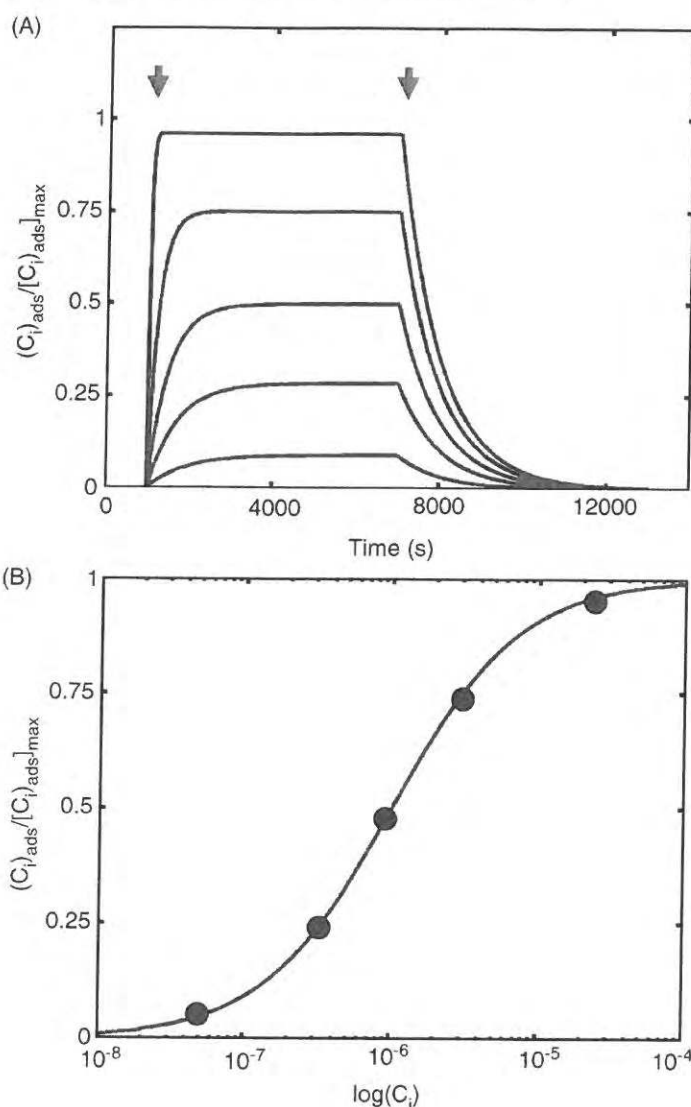 (A)
1
0.75
0.5
0.25
0
(C_i)_ads/[C_i)_ads]_max
0 4000 8000 12000
Time (s)
(B)
1
0.75
0.5
0.25
0
(C_i)_ads/[C_i)_ads]_max
10^-8 10^-7 10^-6 10^-5 10^-4
log(C_i)